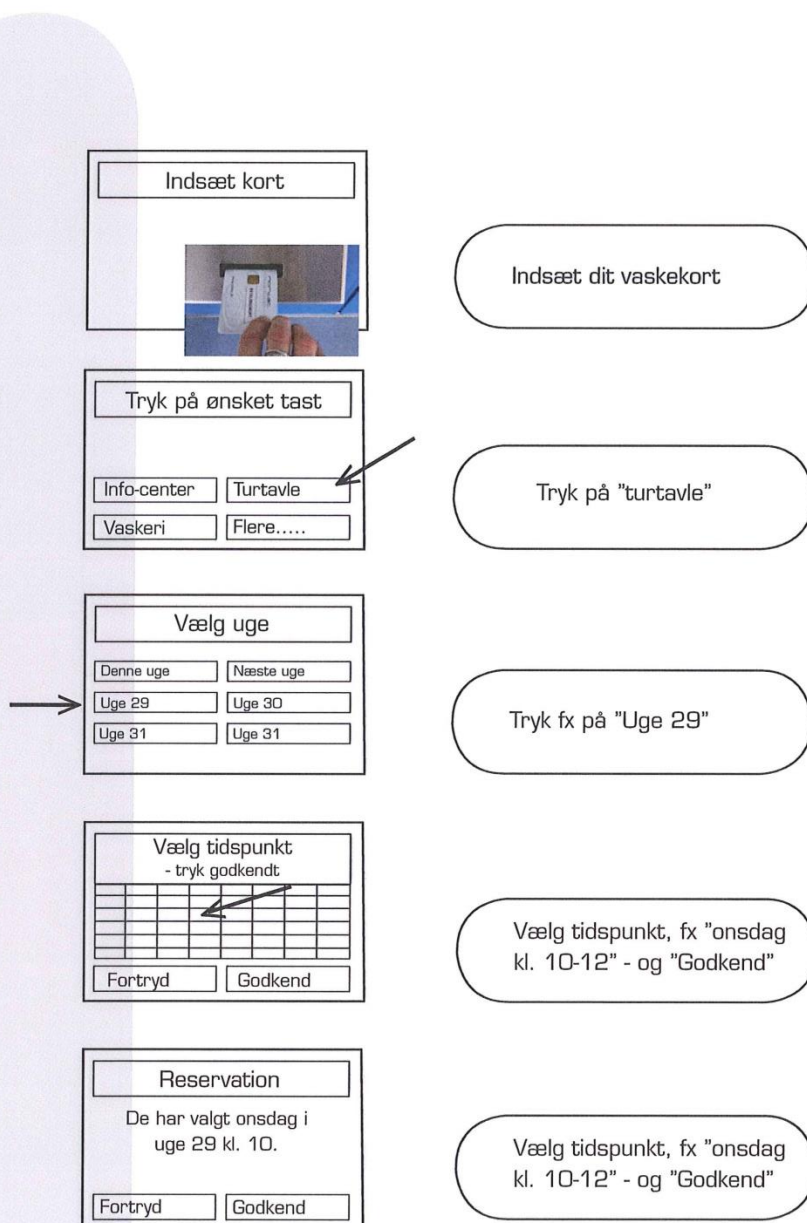 Indsæt kort
Indsæt dit vaskekort
Tryk på ønsket tast
Info-center
Turtavle
Vaskeri
Flere.....
Tryk på "turtavle"
Vælg uge
Denne uge
Næste uge
Uge 29
Uge 30
Uge 31
Uge 31
Tryk fx på "Uge 29"
Vælg tidspunkt
- tryk godkendt
Fortryd
Godkend
Vælg tidspunkt, fx "onsdag
kl. 10-12" - og "Godkend"
Reservation
De har valgt onsdag i
uge 29 kl. 10.
Fortryd
Godkend
Vælg tidspunkt, fx "onsdag
kl. 10-12" - og "Godkend"